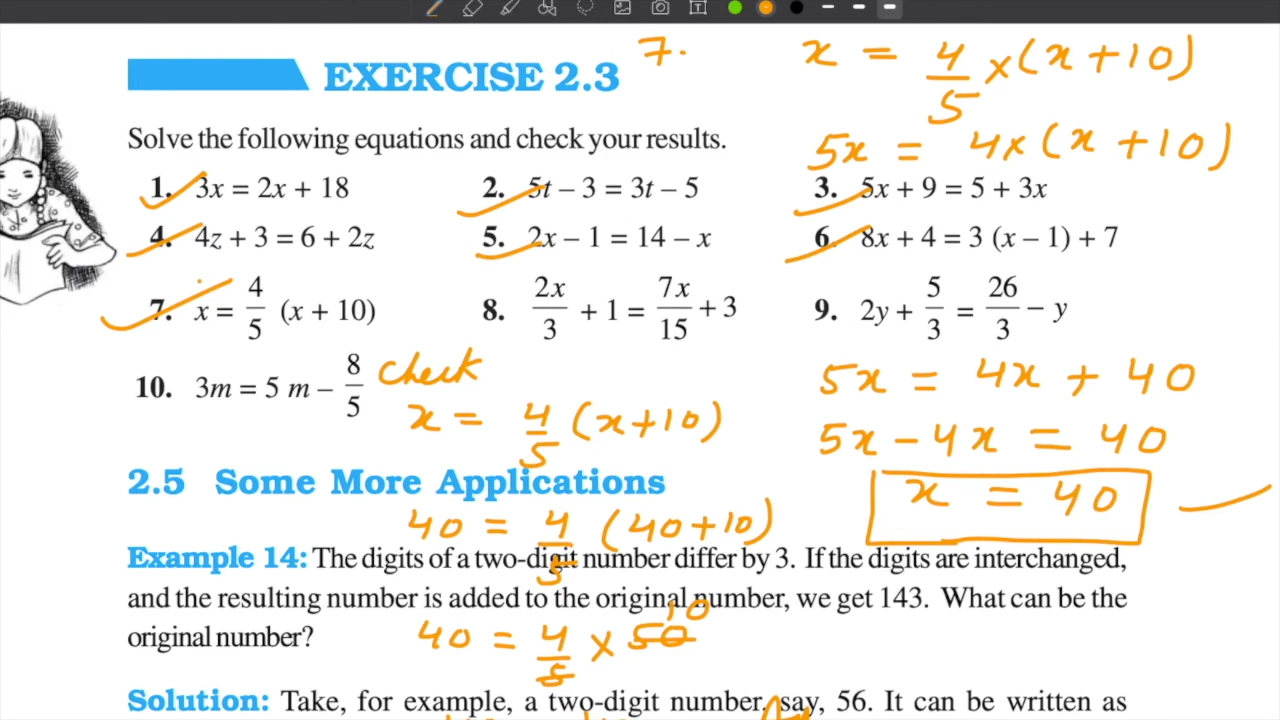 7.
x = 4/5 × (x + 10)
EXERCISE 2.3
Solve the following equations and check your results.
5x = 4 × (x + 10)
1. 3x = 2x + 18
2. 5t – 3 = 3t – 5
3. 5x + 9 = 5 + 3x
4. 4z + 3 = 6 + 2z
5. 2x – 1 = 14 – x
6. 8x + 4 = 3 (x – 1) + 7
7. x = 4/5 (x + 10)
8. 2x/3 + 1 = 7x/15 + 3
9. 2y + 5/3 = 26/3 – y
10. 3m = 5 m – 8/5
check
x = 4/5 (x + 10)
5x = 4x + 40
5x – 4x = 40
x = 40
2.5 Some More Applications
40 = 4/5 (40 + 10)
Example 14: The digits of a two-digit number differ by 3. If the digits are interchanged,
and the resulting number is added to the original number, we get 143. What can be the
original number?
40 = 4/5 × 50 10
Solution: Take, for example, a two-digit number, say, 56. It can be written as